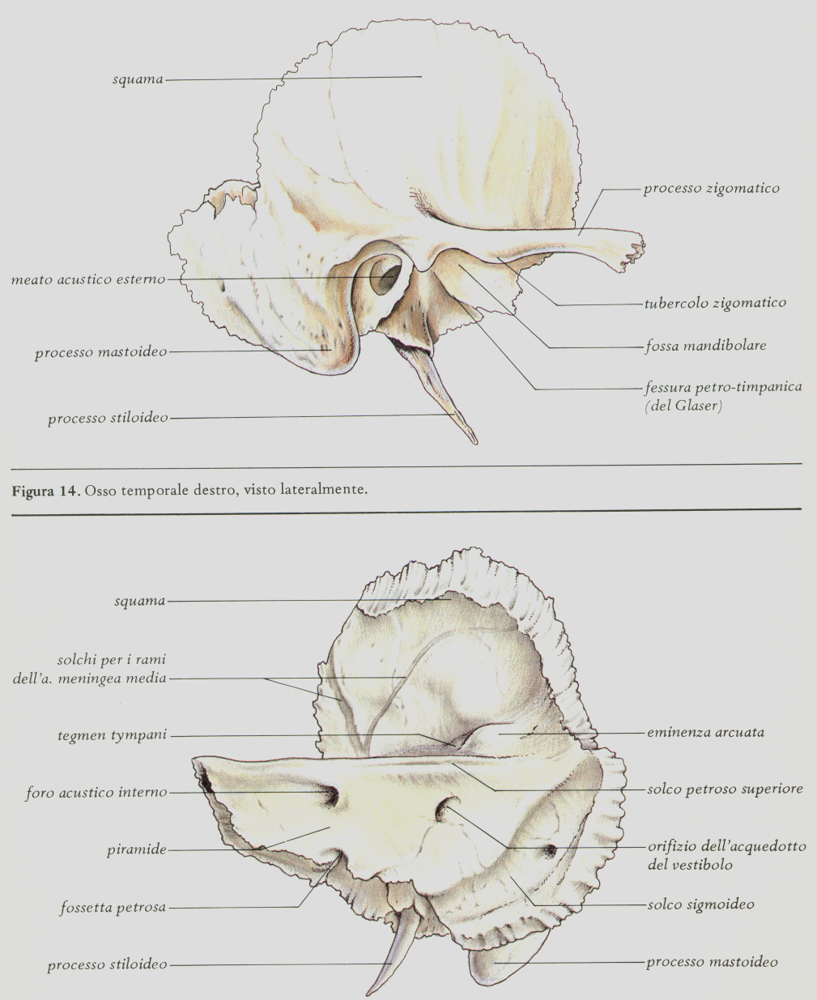 squama
processo zigomatico
meato acustico esterno
tubercolo zigomatico
processo mastoideo
fossa mandibolare
fessura petro-timpanica
(del Glaser)
processo stiloideo
Figura 14. Osso temporale destro, visto lateralmente.
squama
solchi per i rami
dell'a. meningea media
tegmen tympani
eminenza arcuata
foro acustico interno
solco petroso superiore
piramide
orifizio dell'acquedotto
del vestibolo
fossetta petrosa
solco sigmoideo
processo stiloideo
processo mastoideo